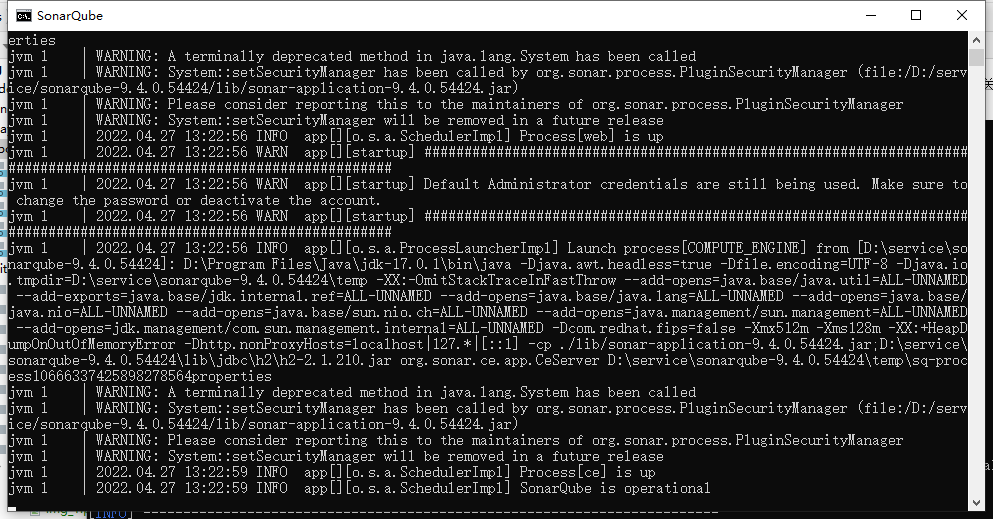 SonarQube
erties
jvm 1    | WARNING: A terminally deprecated method in java.lang.System has been called
jvm 1    | WARNING: System::setSecurityManager has been called by org.sonar.process.PluginSecurityManager (file:/D:/serv
ice/sonarqube-9.4.0.54424/lib/sonar-application-9.4.0.54424.jar)
jvm 1    | WARNING: Please consider reporting this to the maintainers of org.sonar.process.PluginSecurityManager
jvm 1    | WARNING: System::setSecurityManager will be removed in a future release
jvm 1    | 2022.04.27 13:22:56 INFO  app[][o.s.a.SchedulerImpl] Process[web] is up
jvm 1    | 2022.04.27 13:22:56 WARN  app[][startup] ####################################################################
################################################
jvm 1    | 2022.04.27 13:22:56 WARN  app[][startup] Default Administrator credentials are still being used. Make sure to
 change the password or deactivate the account.
jvm 1    | 2022.04.27 13:22:56 WARN  app[][startup] ####################################################################
################################################
jvm 1    | 2022.04.27 13:22:56 INFO  app[][o.s.a.ProcessLauncherImpl] Launch process[COMPUTE_ENGINE] from [D:\service\so
narqube-9.4.0.54424]: D:\Program Files\Java\jdk-17.0.1\bin\java -Djava.awt.headless=true -Dfile.encoding=UTF-8 -Djava.io
.tmpdir=D:\service\sonarqube-9.4.0.54424\temp -XX:-OmitStackTraceInFastThrow --add-opens=java.base/java.util=ALL-UNNAMED
 --add-exports=java.base/jdk.internal.ref=ALL-UNNAMED --add-opens=java.base/java.lang=ALL-UNNAMED --add-opens=java.base/
java.nio=ALL-UNNAMED --add-opens=java.base/sun.nio.ch=ALL-UNNAMED --add-opens=java.management/sun.management=ALL-UNNAMED
 --add-opens=jdk.management/com.sun.management.internal=ALL-UNNAMED -Dcom.redhat.fips=false -Xmx512m -Xms128m -XX:+HeapD
umpOnOutOfMemoryError -Dhttp.nonProxyHosts=localhost|127.*|[::1] -cp ./lib/sonar-application-9.4.0.54424.jar;D:\service\
sonarqube-9.4.0.54424\lib\jdbc\h2\h2-2.1.210.jar org.sonar.ce.app.CeServer D:\service\sonarqube-9.4.0.54424\temp\sq-proc
ess10666337425898278564properties
jvm 1    | WARNING: A terminally deprecated method in java.lang.System has been called
jvm 1    | WARNING: System::setSecurityManager has been called by org.sonar.process.PluginSecurityManager (file:/D:/serv
ice/sonarqube-9.4.0.54424/lib/sonar-application-9.4.0.54424.jar)
jvm 1    | WARNING: Please consider reporting this to the maintainers of org.sonar.process.PluginSecurityManager
jvm 1    | WARNING: System::setSecurityManager will be removed in a future release
jvm 1    | 2022.04.27 13:22:59 INFO  app[][o.s.a.SchedulerImpl] Process[ce] is up
jvm 1    | 2022.04.27 13:22:59 INFO  app[][o.s.a.SchedulerImpl] SonarQube is operational
[INFO]